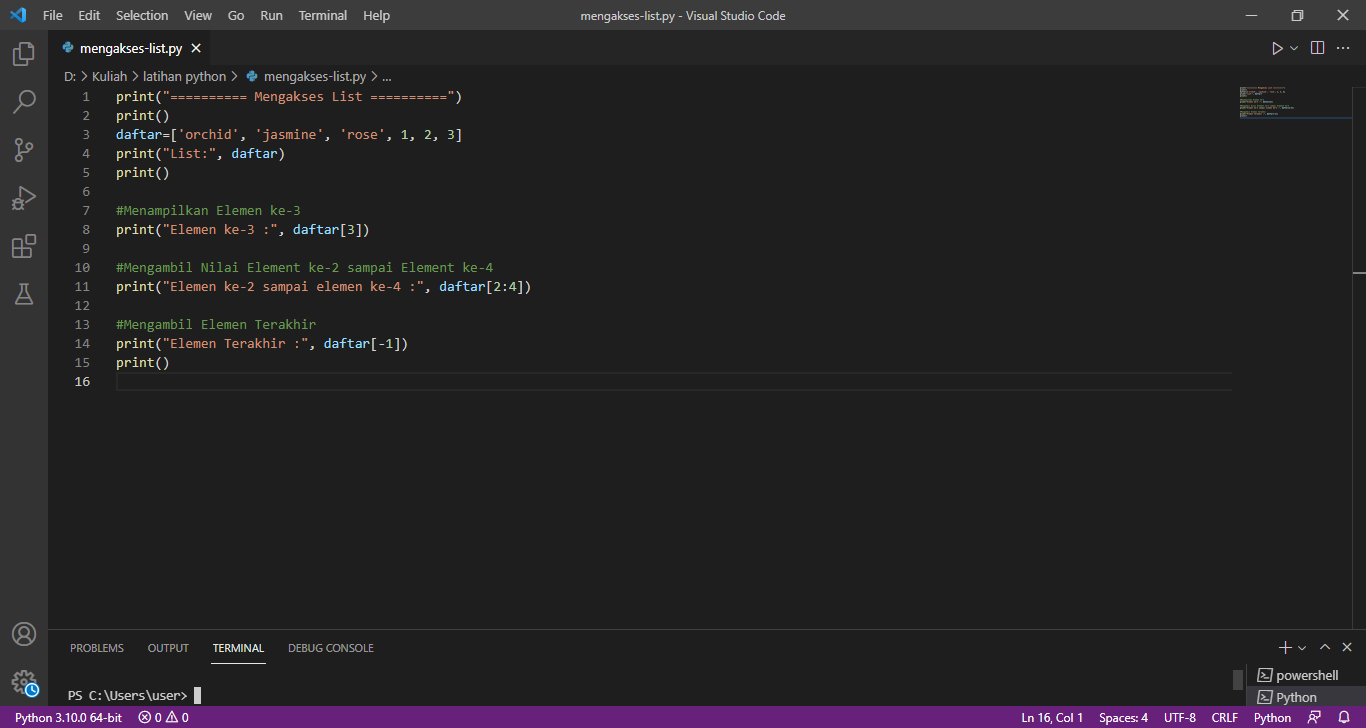 File Edit Selection View Go Run Terminal Help mengakses-list.py - Visual Studio Code
mengakses-list.py
D: > Kuliah > latihan python > mengakses-list.py > ...
1 print("========== Mengakses List ==========")
2 print()
3 daftar=['orchid', 'jasmine', 'rose', 1, 2, 3]
4 print("List:", daftar)
5 print()
6
7 #Menampilkan Elemen ke-3
8 print("Elemen ke-3 :", daftar[3])
9
10 #Mengambil Nilai Element ke-2 sampai Element ke-4
11 print("Elemen ke-2 sampai elemen ke-4 :", daftar[2:4])
12
13 #Mengambil Elemen Terakhir
14 print("Elemen Terakhir :", daftar[-1])
15 print()
16
PROBLEMS OUTPUT TERMINAL DEBUG CONSOLE
powershell
PS C:\Users\user>
Python
Python 3.10.0 64-bit 0 0 Ln 16, Col 1 Spaces: 4 UTF-8 CRLF Python